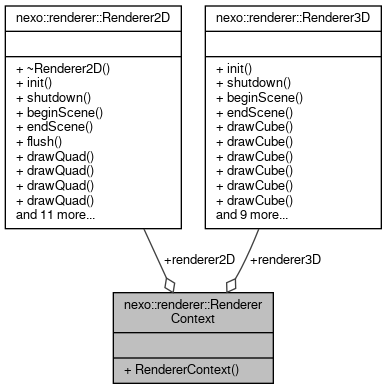 nexo::renderer::Renderer2D
+ ~Renderer2D()
+ init()
+ shutdown()
+ beginScene()
+ endScene()
+ flush()
+ drawQuad()
+ drawQuad()
+ drawQuad()
+ drawQuad()
and 11 more...
nexo::renderer::Renderer3D
+ init()
+ shutdown()
+ beginScene()
+ endScene()
+ drawCube()
+ drawCube()
+ drawCube()
+ drawCube()
+ drawCube()
+ drawCube()
and 9 more...
+renderer2D
+renderer3D
nexo::renderer::Renderer
Context
+ RendererContext()